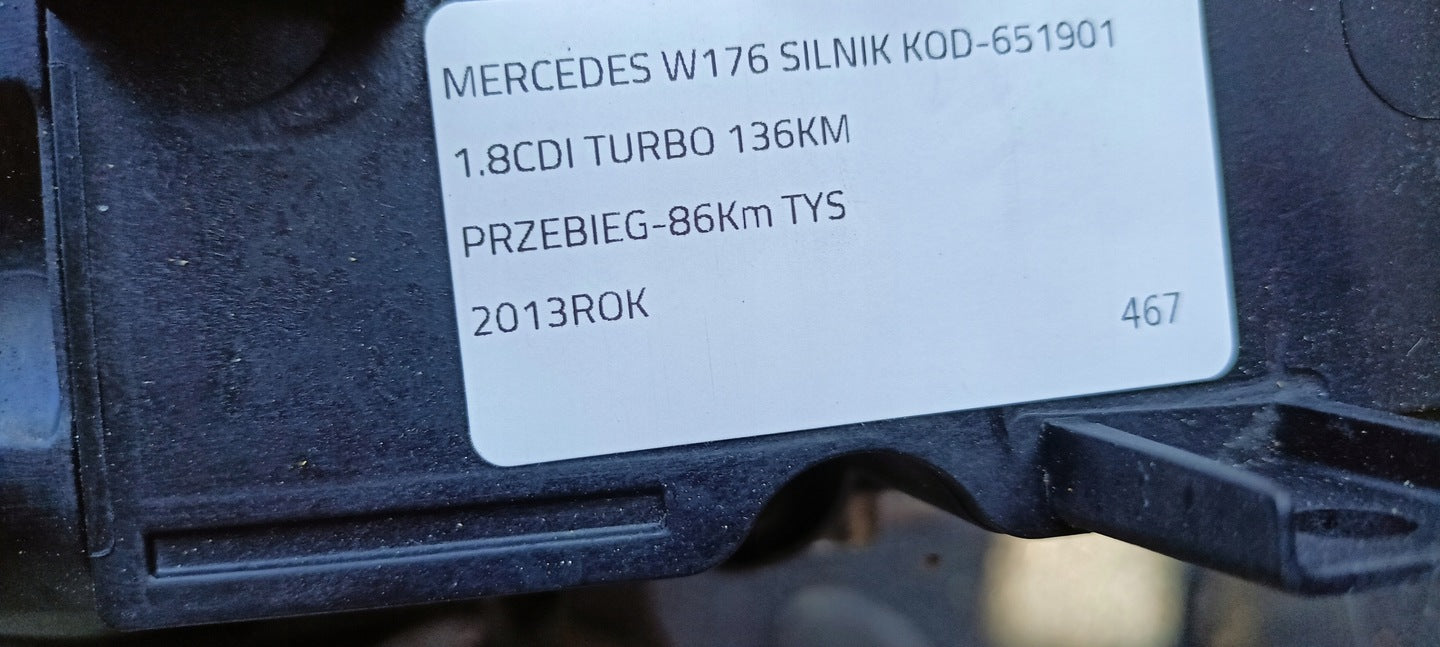 MERCEDES W176 SILNIK KOD-651901
1.8CDI TURBO 136KM
PRZEBIEG-86Km TYS
2013ROK
467